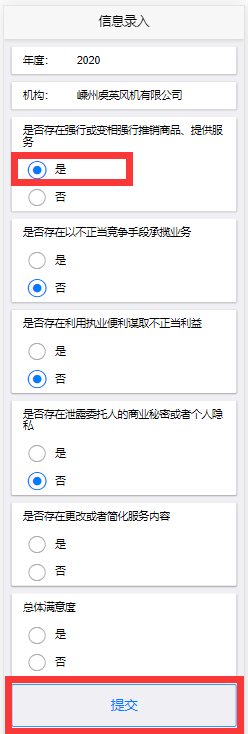 信息录入
年度： 2020
机构： 嵊州虞英风机有限公司
是否存在强行或变相强行推销商品、提供服
务
是
否
是否存在以不正当竞争手段承揽业务
是
否
是否存在利用执业便利谋取不正当利益
是
否
是否存在泄露委托人的商业秘密或者个人隐
私
是
否
是否存在更改或者简化服务内容
是
否
总体满意度
是
否
提交